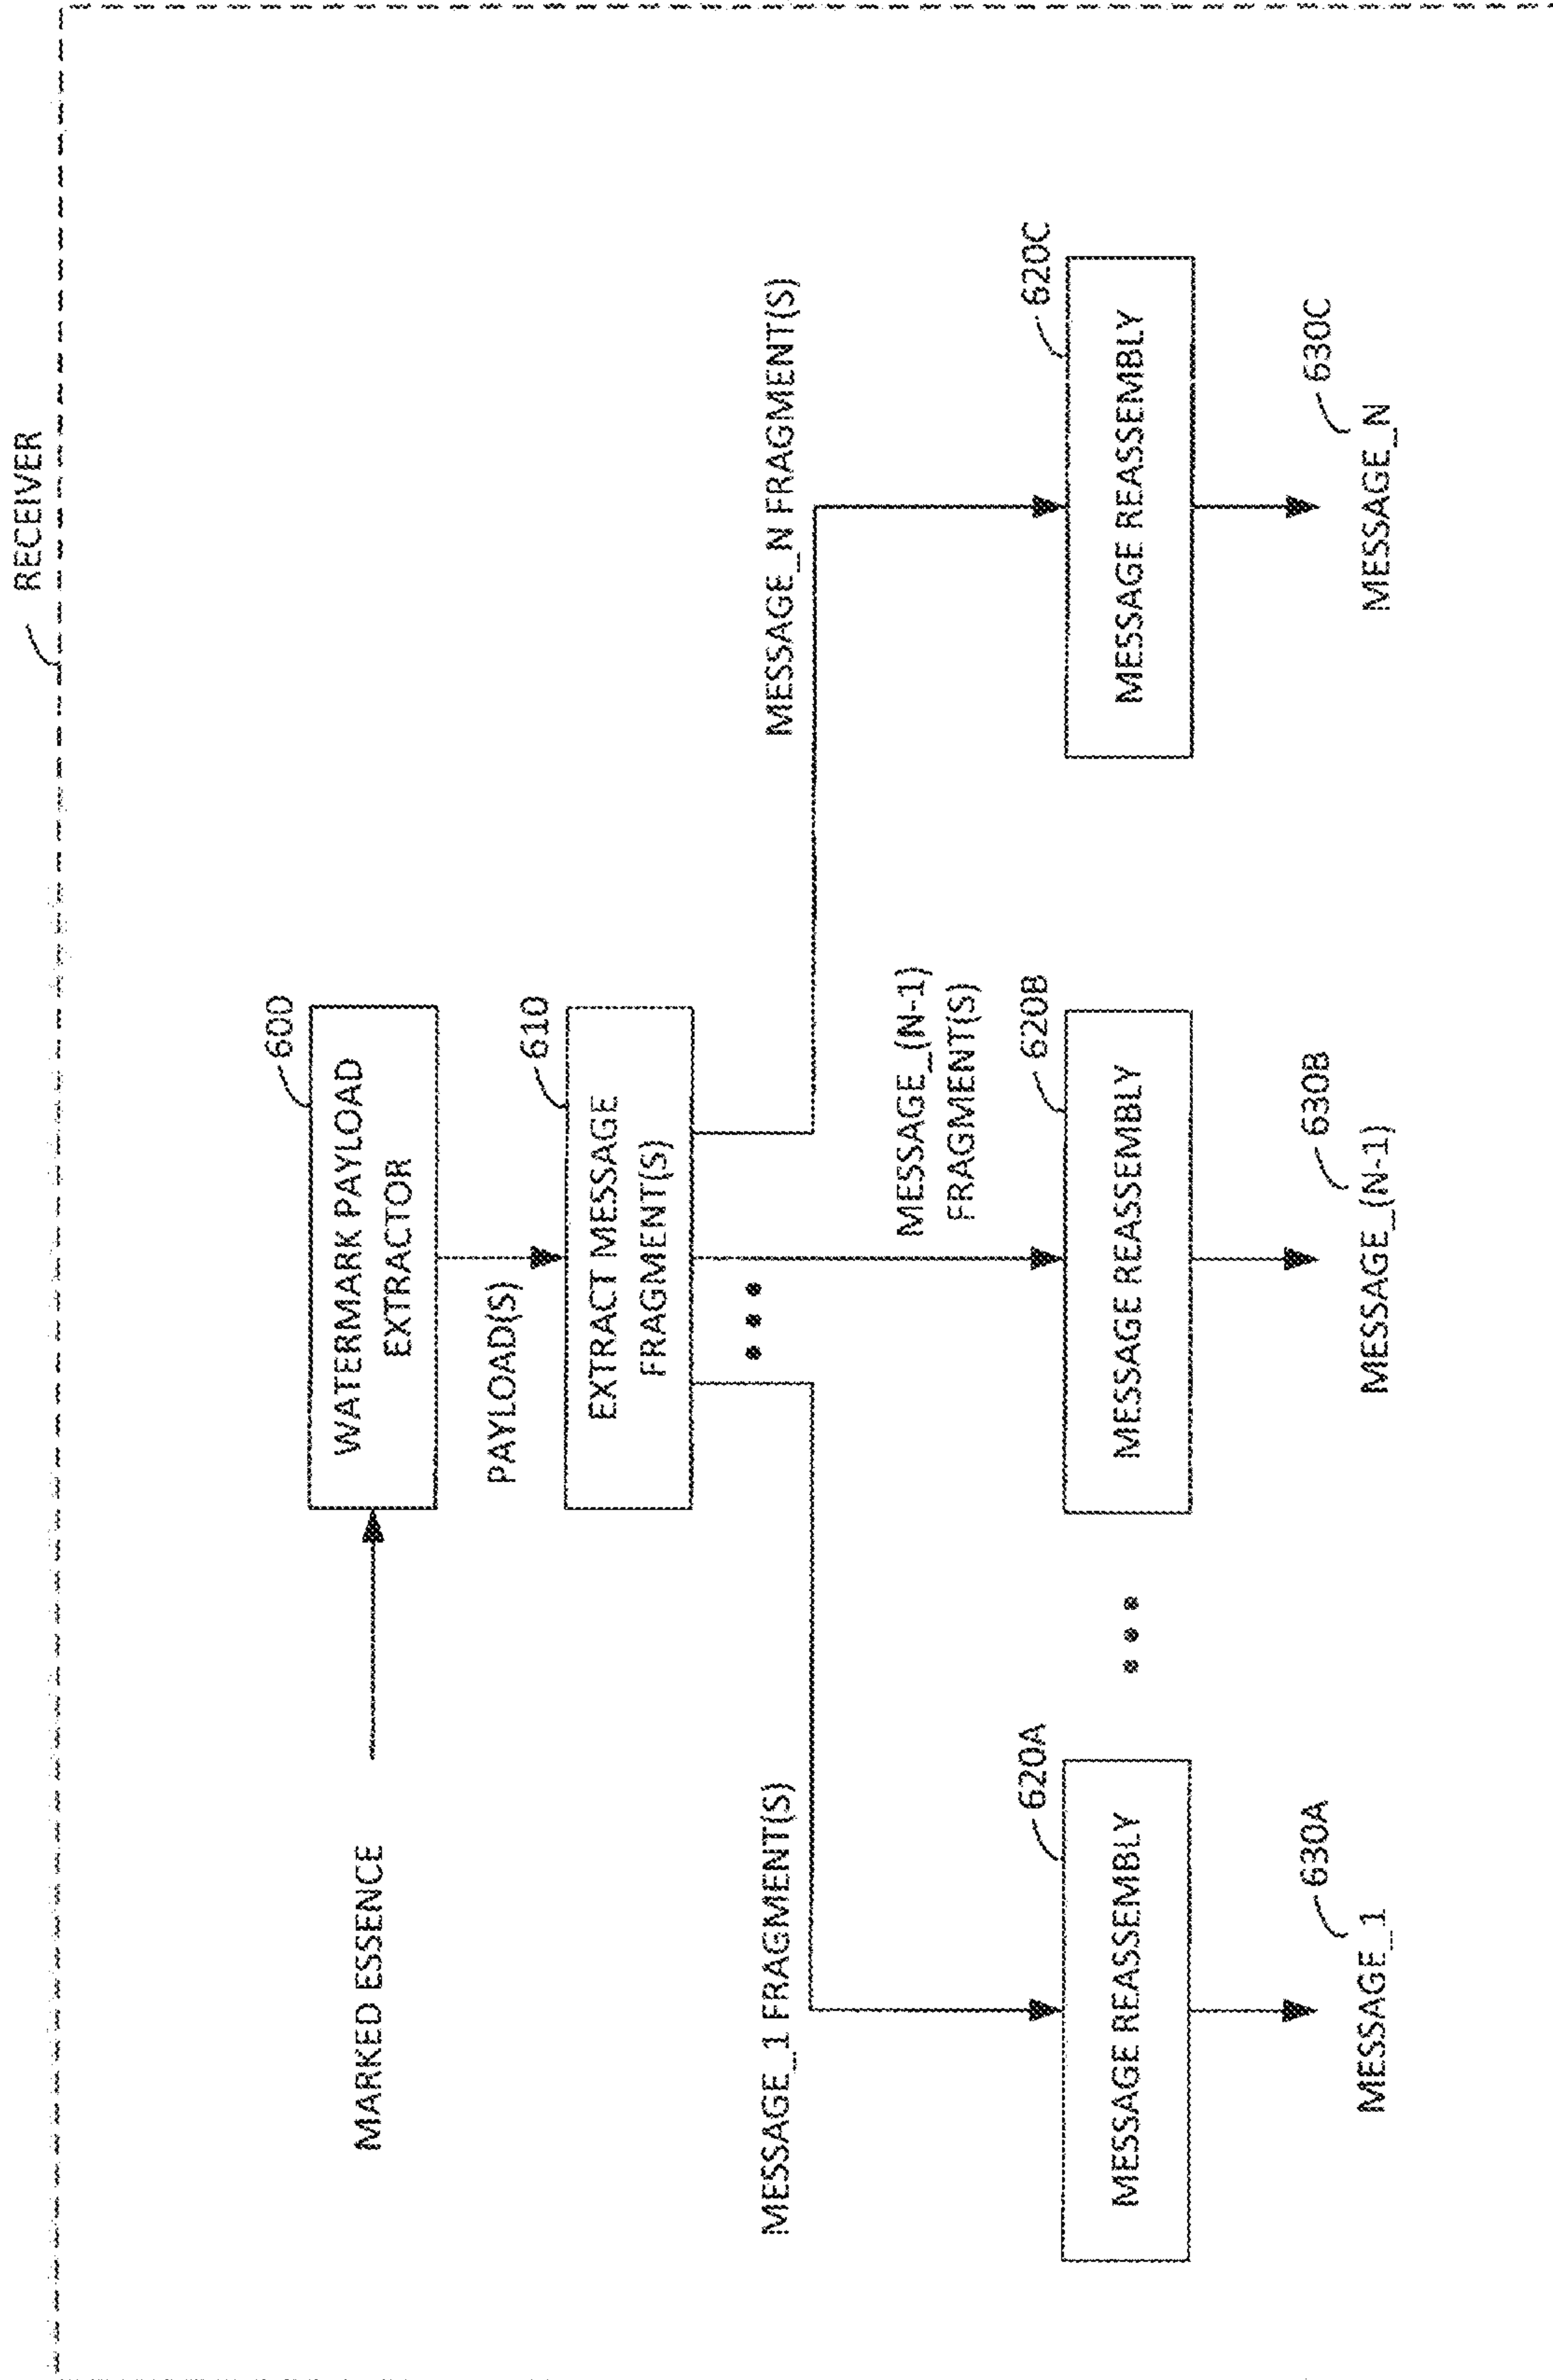 RECEIVER
MARKED ESSENCE
600
WATERMARK PAYLOAD
EXTRACTOR
PAYLOAD(S)
610
EXTRACT MESSAGE
FRAGMENT(S)
MESSAGE_1 FRAGMENT(S)
MESSAGE_(N-1)
FRAGMENT(S)
MESSAGE_N FRAGMENT(S)
620A
MESSAGE REASSEMBLY
620B
MESSAGE REASSEMBLY
620C
MESSAGE REASSEMBLY
630A
MESSAGE_1
630B
MESSAGE_(N-1)
630C
MESSAGE_N